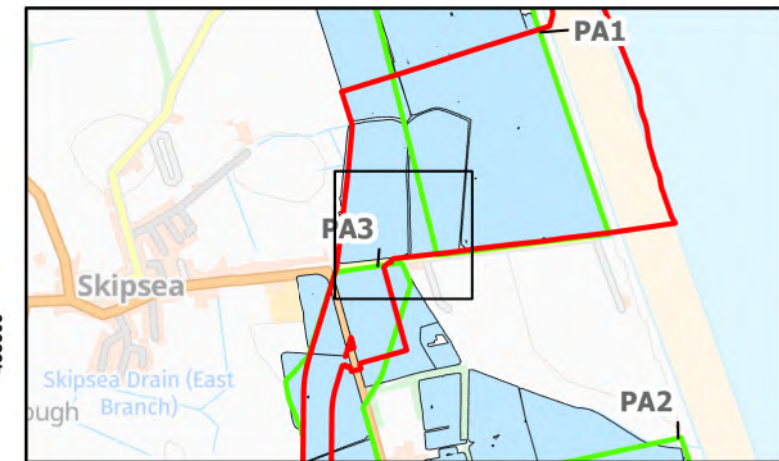 PA1
PA3
Skipsea
Skipsea Drain (East
Branch)
ough
PA2